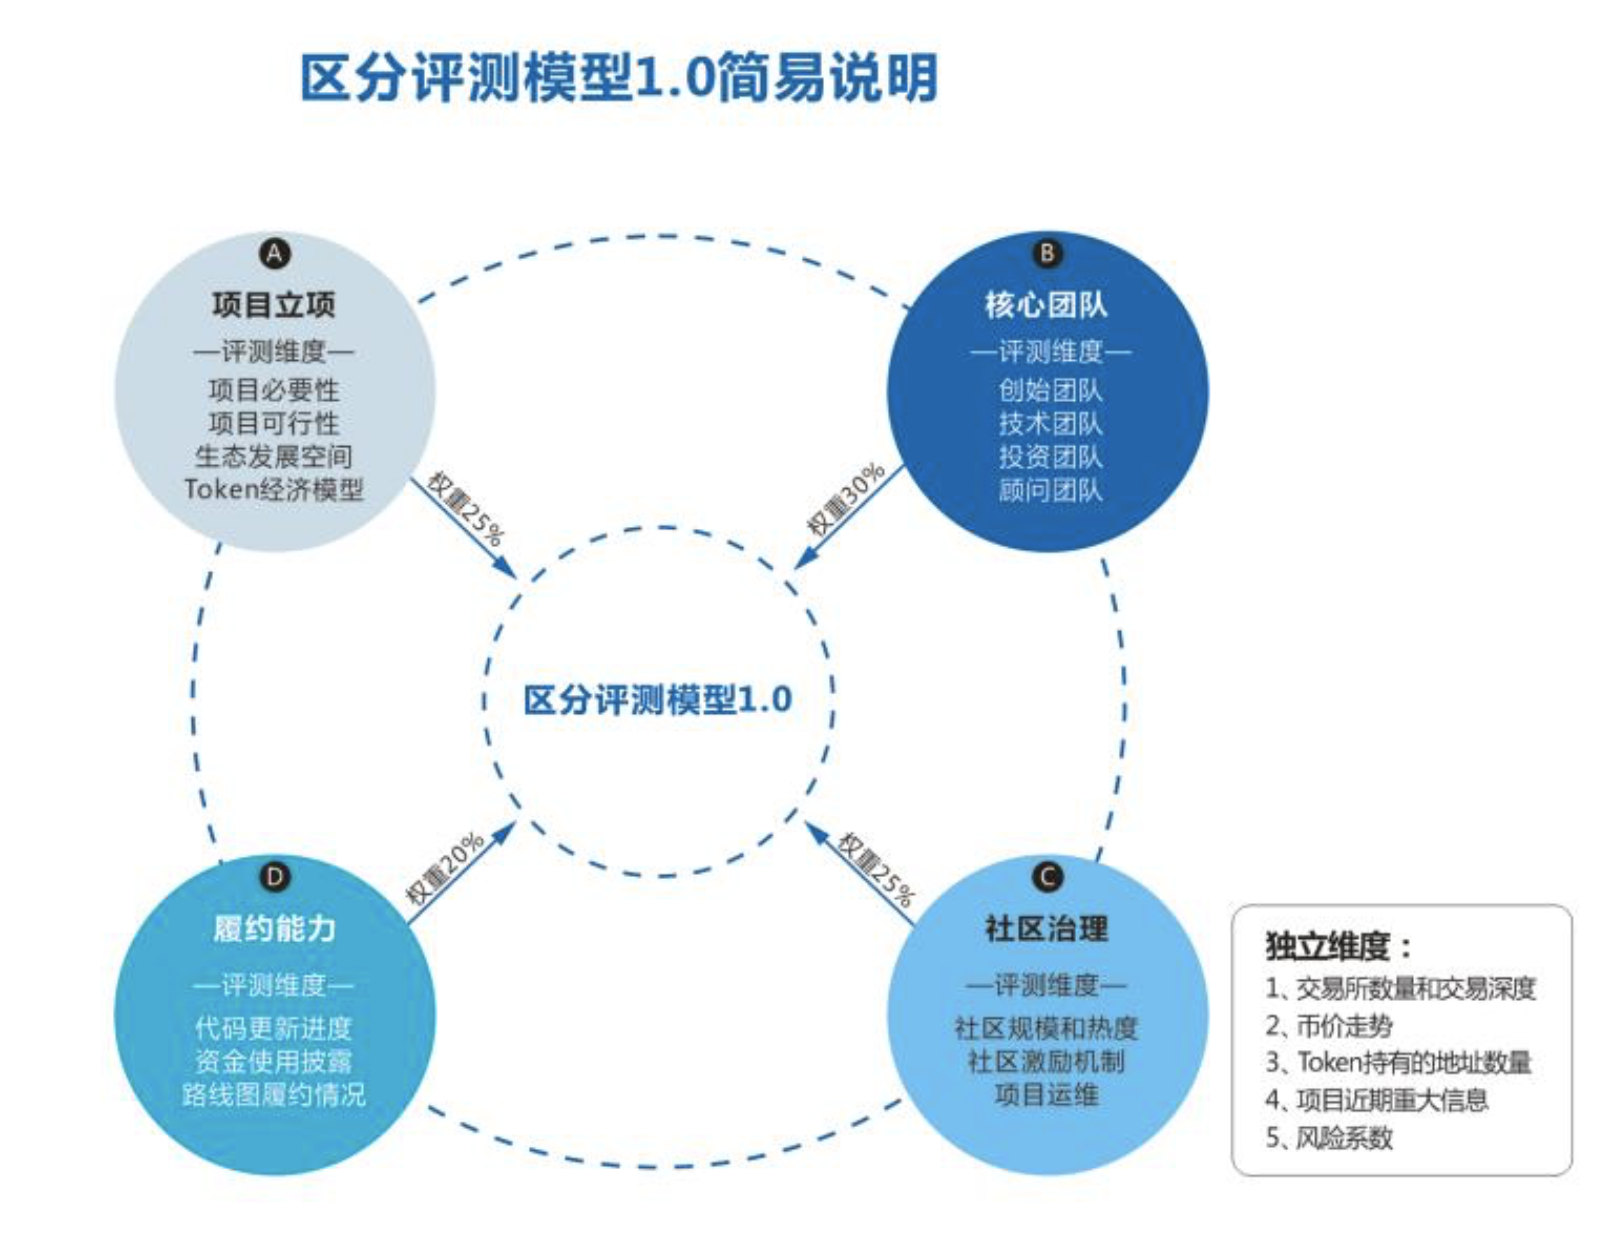 区分评测模型1.0简易说明
A
项目立项
—评测维度—
项目必要性
项目可行性
生态发展空间
Token经济模型
权重25%
B
核心团队
—评测维度—
创始团队
技术团队
投资团队
顾问团队
权重30%
区分评测模型1.0
D
履约能力
—评测维度—
代码更新进度
资金使用披露
路线图履约情况
权重20%
C
社区治理
—评测维度—
社区规模和热度
社区激励机制
项目运维
权重25%
独立维度：
1、交易所数量和交易深度
2、币价走势
3、Token持有的地址数量
4、项目近期重大信息
5、风险系数